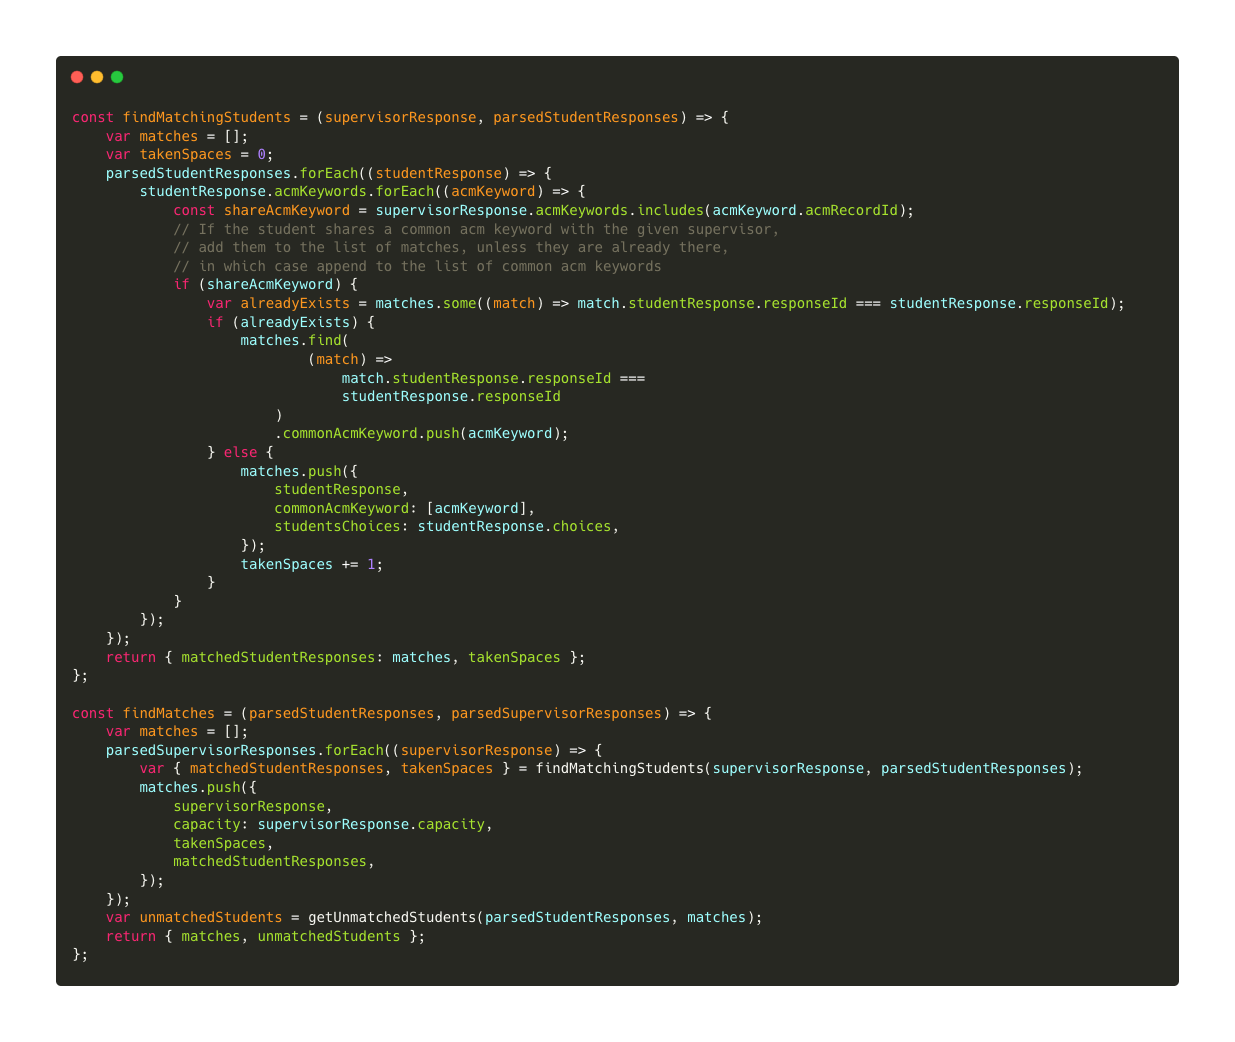 const findMatchingStudents = (supervisorResponse, parsedStudentResponses) => {
    var matches = [];
    var takenSpaces = 0;
    parsedStudentResponses.forEach((studentResponse) => {
        studentResponse.acmKeywords.forEach((acmKeyword) => {
            const shareAcmKeyword = supervisorResponse.acmKeywords.includes(acmKeyword.acmRecordId);
            // If the student shares a common acm keyword with the given supervisor,
            // add them to the list of matches, unless they are already there,
            // in which case append to the list of common acm keywords
            if (shareAcmKeyword) {
                var alreadyExists = matches.some((match) => match.studentResponse.responseId === studentResponse.responseId);
                if (alreadyExists) {
                    matches.find(
                            (match) =>
                                match.studentResponse.responseId ===
                                studentResponse.responseId
                        )
                        .commonAcmKeyword.push(acmKeyword);
                } else {
                    matches.push({
                        studentResponse,
                        commonAcmKeyword: [acmKeyword],
                        studentsChoices: studentResponse.choices,
                    });
                    takenSpaces += 1;
                }
            }
        });
    });
    return { matchedStudentResponses: matches, takenSpaces };
};

const findMatches = (parsedStudentResponses, parsedSupervisorResponses) => {
    var matches = [];
    parsedSupervisorResponses.forEach((supervisorResponse) => {
        var { matchedStudentResponses, takenSpaces } = findMatchingStudents(supervisorResponse, parsedStudentResponses);
        matches.push({
            supervisorResponse,
            capacity: supervisorResponse.capacity,
            takenSpaces,
            matchedStudentResponses,
        });
    });
    var unmatchedStudents = getUnmatchedStudents(parsedStudentResponses, matches);
    return { matches, unmatchedStudents };
};